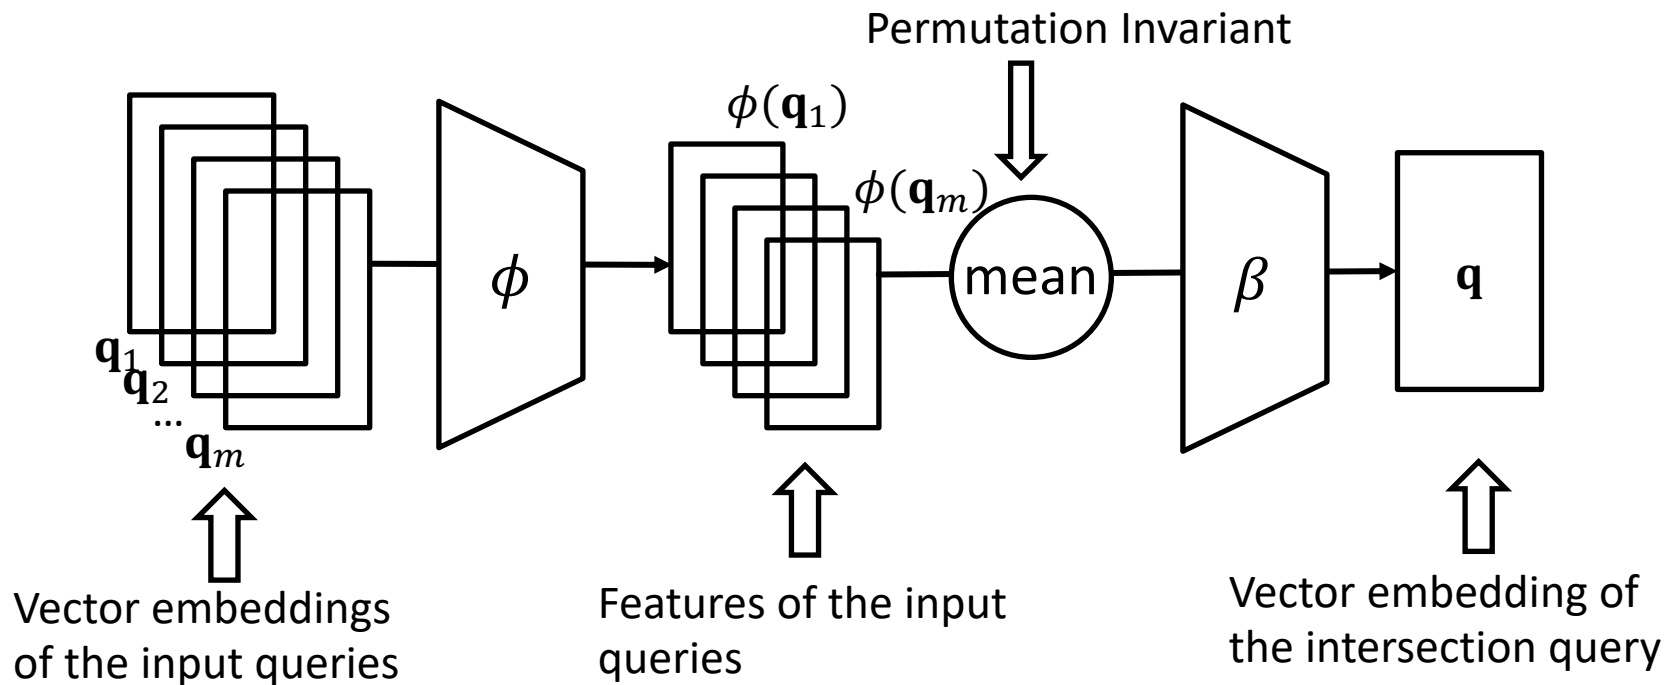 Permutation Invariant
ϕ(𝐪₁)
ϕ(𝐪ₘ)
ϕ
mean
β
𝐪
𝐪₁
𝐪₂
...
𝐪ₘ
Vector embeddings
of the input queries
Features of the input
queries
Vector embedding of
the intersection query